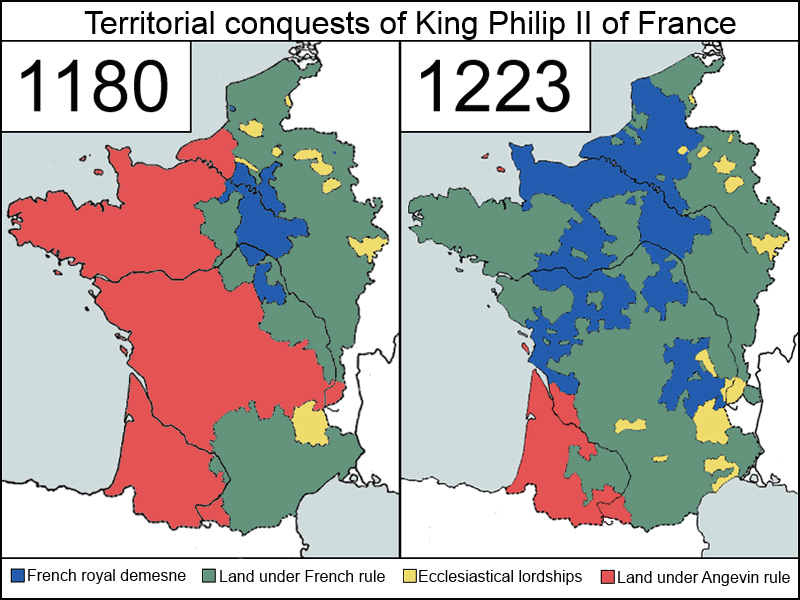 Territorial conquests of King Philip II of France
1180
1223
French royal demesne
Land under French rule
Ecclesiastical lordships
Land under Angevin rule